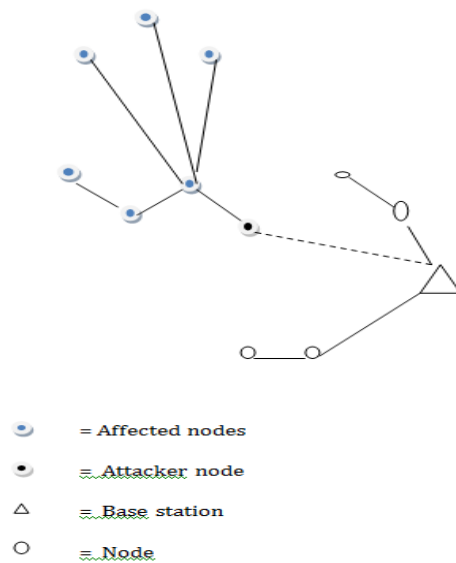 = Affected nodes
= Attacker node
= Base station
= Node